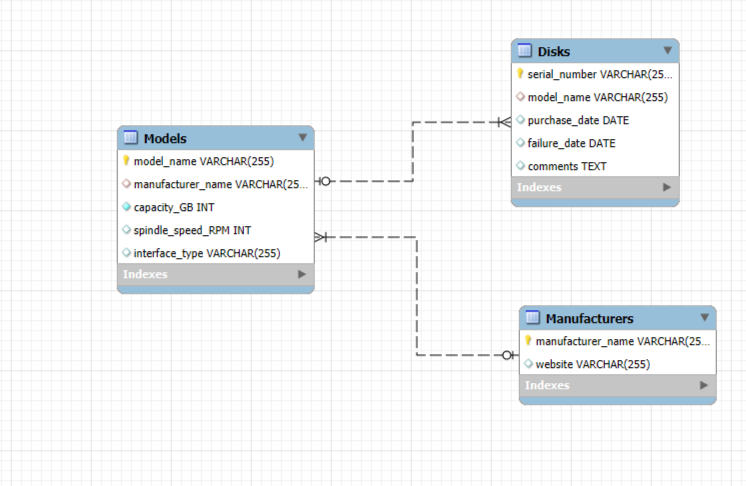 Models
model_name VARCHAR(255)
manufacturer_name VARCHAR(25...
capacity_GB INT
spindle_speed_RPM INT
interface_type VARCHAR(255)
Indexes
Disks
serial_number VARCHAR(25...
model_name VARCHAR(255)
purchase_date DATE
failure_date DATE
comments TEXT
Indexes
Manufacturers
manufacturer_name VARCHAR(25...
website VARCHAR(255)
Indexes